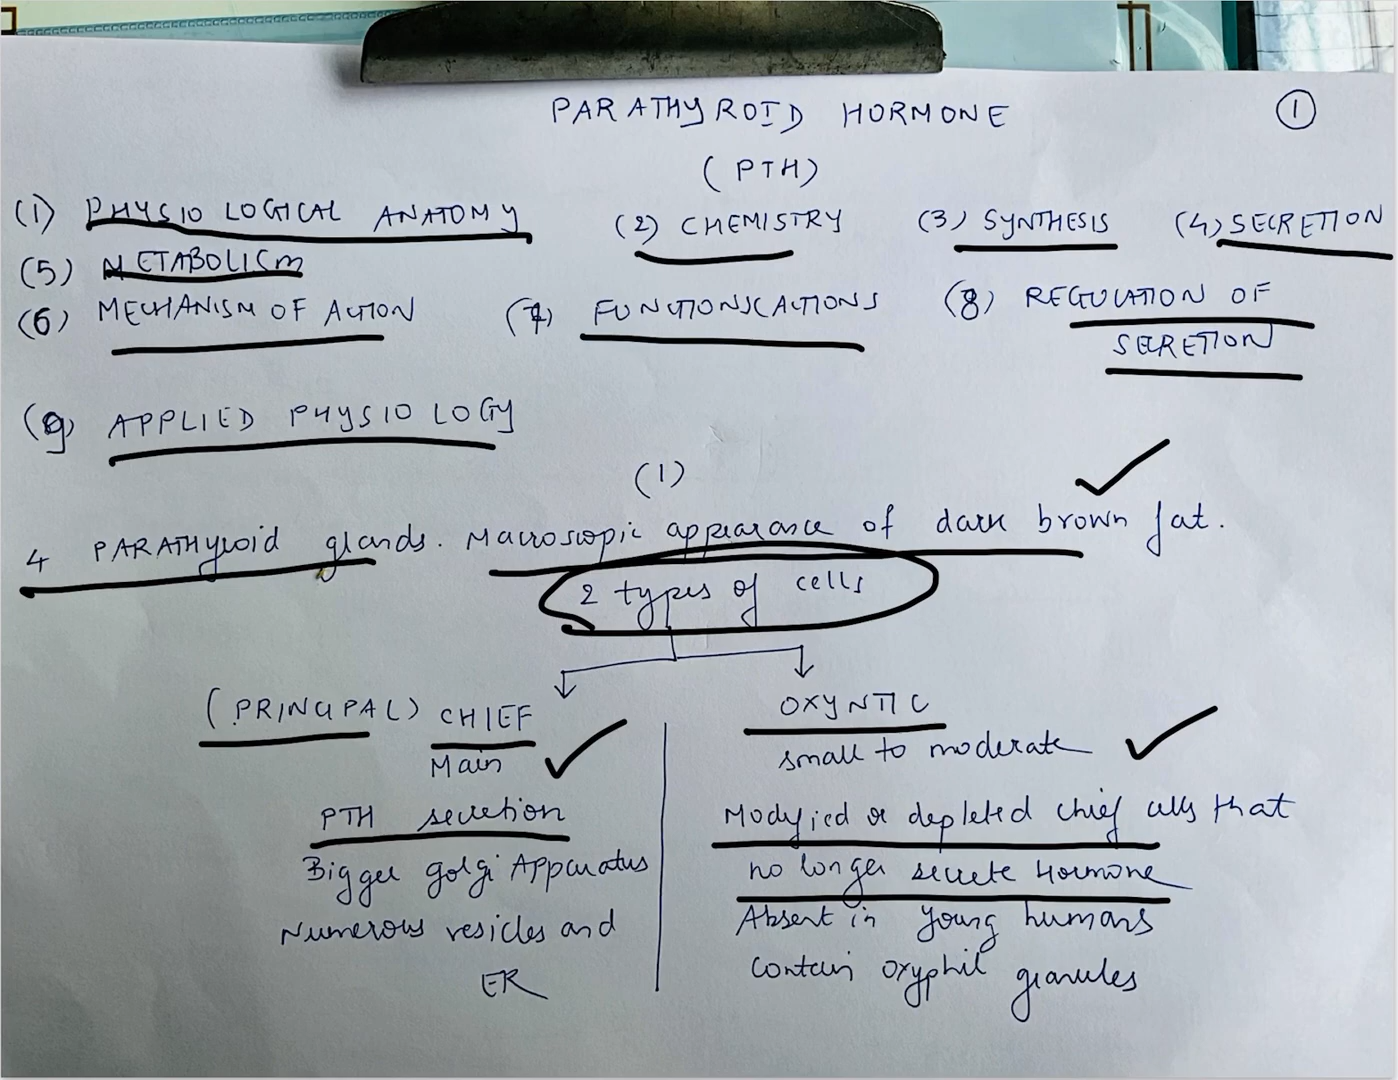 PARATHYROID HORMONE
(1)
(PTH)
(1) PHYSIOLOGICAL ANATOMY (2) CHEMISTRY (3) SYNTHESIS (4) SECRETION
(5) METABOLISM
(6) MECHANISM OF ACTION (7) FUNCTIONS(ACTIONS (8) REGULATION OF
SECRETION
(9) APPLIED PHYSIOLOGY
(1)
4 PARAThyroid glands. Macroscopic appearance of dark brown fat.
2 types of cells
(PRINCIPAL) CHIEF
Main
PTH secretion
Bigger golgi Apparatus
Numerous vesicles and
ER
OXYNTIC
small to moderate
Modified or depleted chief cells that
no longer secrete Hormone
Absent in young humans
contain oxyphil granules